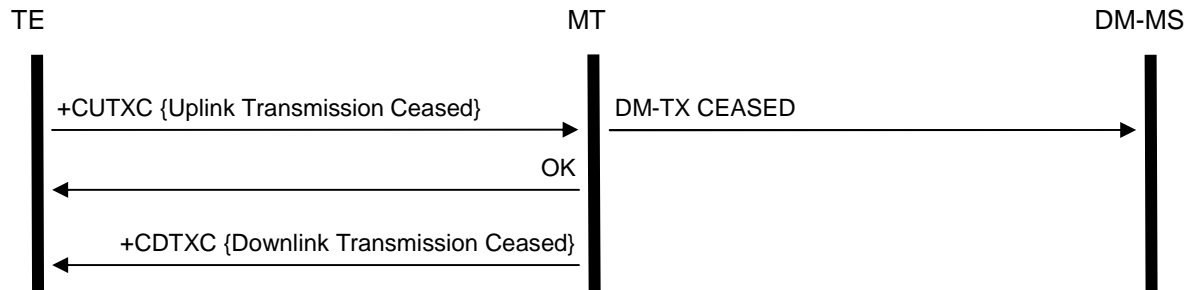 TE MT DM-MS
+CUTXC {Uplink Transmission Ceased} DM-TX CEASED
OK
+CDTXC {Downlink Transmission Ceased}